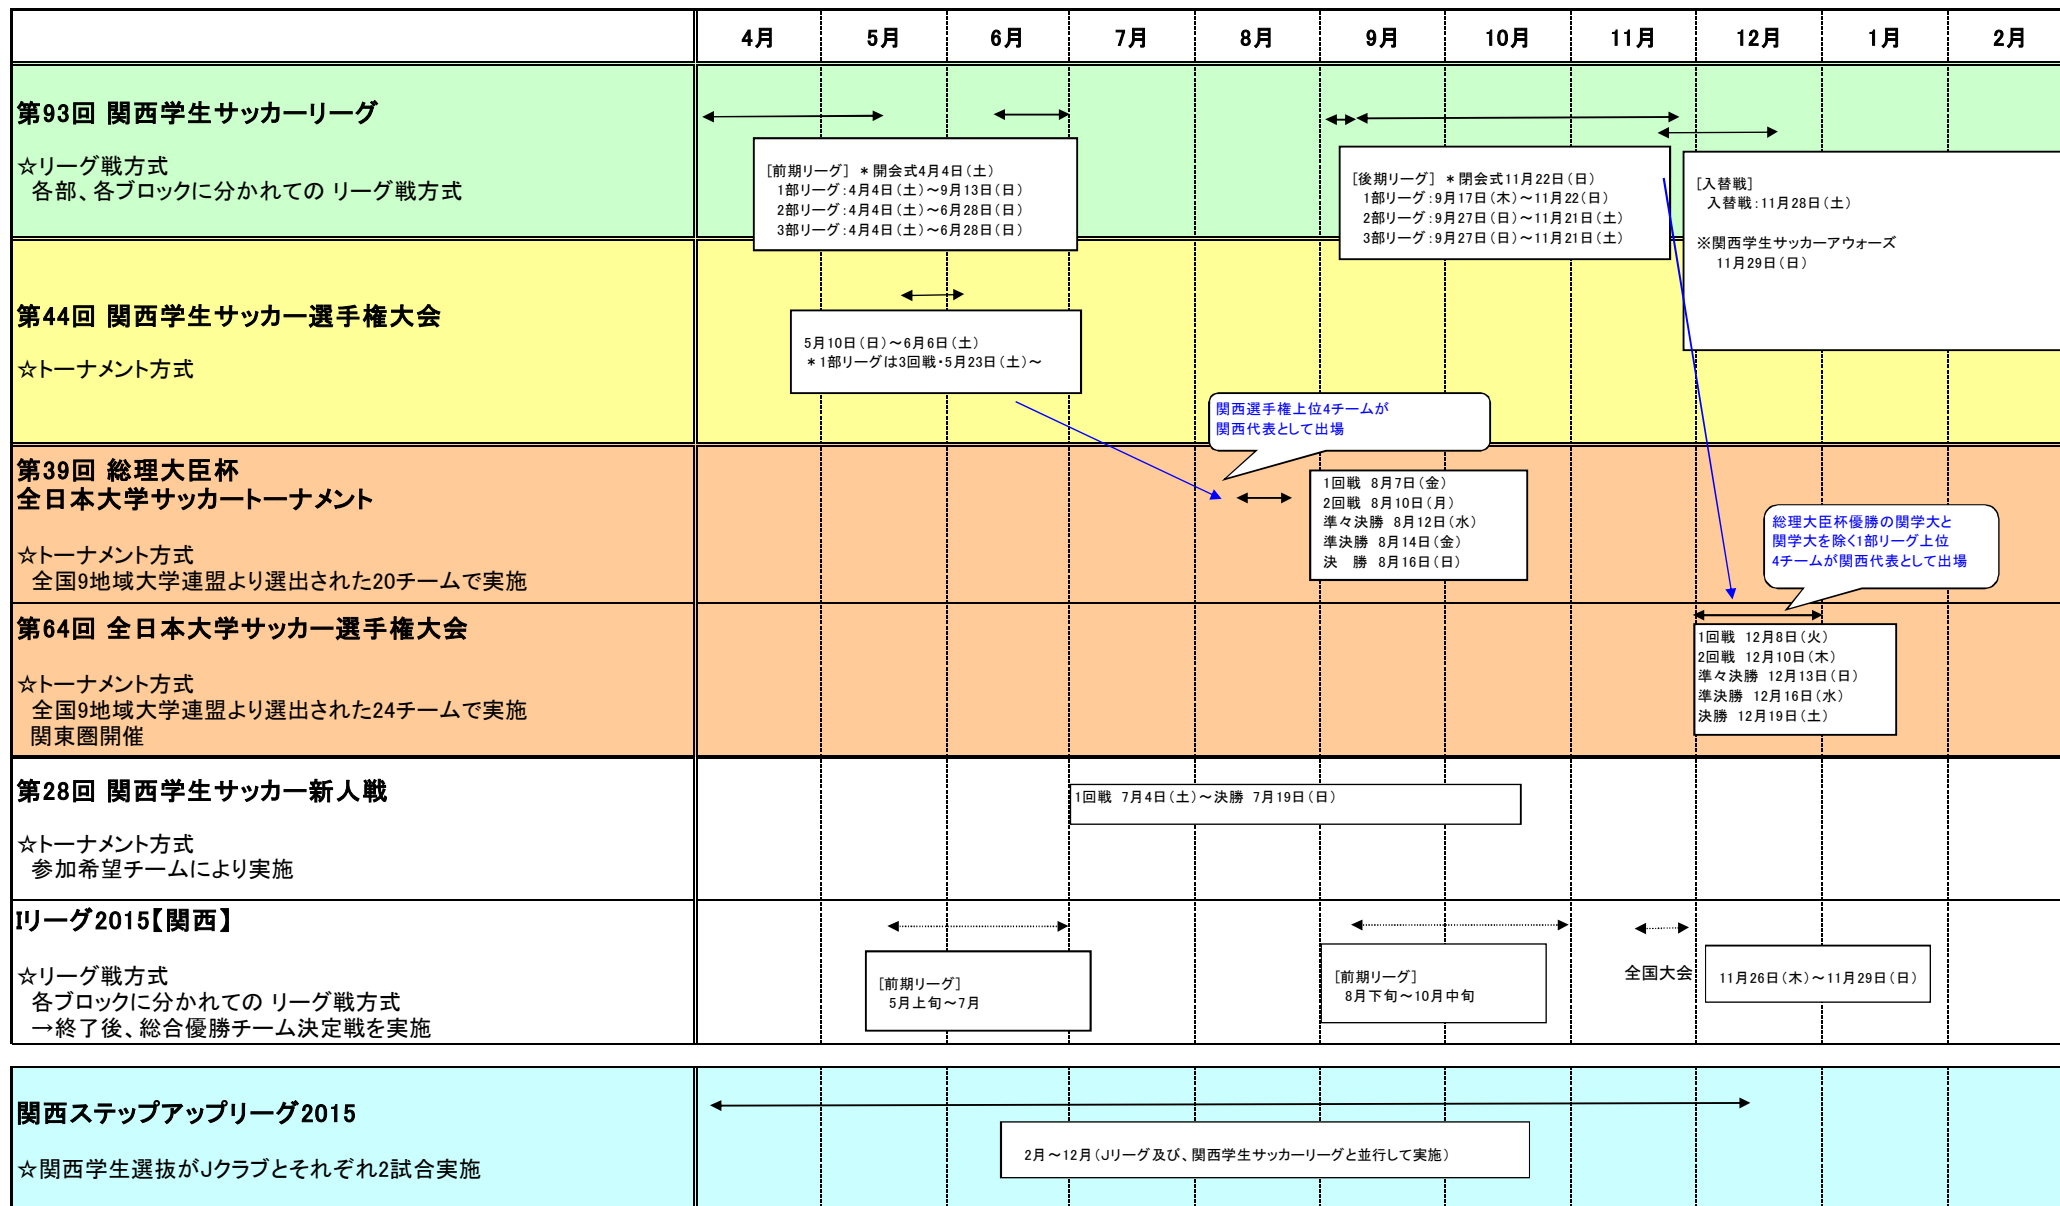 4月 5月 6月 7月 8月 9月 10月 11月 12月 1月 2月
第93回 関西学生サッカーリーグ
☆リーグ戦方式
各部、各ブロックに分かれての リーグ戦方式
[前期リーグ] *開会式4月4日(土)
1部リーグ:4月4日(土)~9月13日(日)
2部リーグ:4月4日(土)~6月28日(日)
3部リーグ:4月4日(土)~6月28日(日)
[後期リーグ] *閉会式11月22日(日)
1部リーグ:9月17日(木)~11月22(日)
2部リーグ:9月27日(日)~11月21日(土)
3部リーグ:9月27日(日)~11月21日(土)
[入替戦]
入替戦:11月28日(土)
※関西学生サッカーアウォーズ
11月29日(日)
第44回 関西学生サッカー選手権大会
☆トーナメント方式
5月10日(日)~6月6日(土)
*1部リーグは3回戦・5月23日(土)~
関西選手権上位4チームが
関西代表として出場
第39回 総理大臣杯
全日本大学サッカートーナメント
☆トーナメント方式
全国9地域大学連盟より選出された20チームで実施
1回戦 8月7日(金)
2回戦 8月10日(月)
準々決勝 8月12日(水)
準決勝 8月14日(金)
決 勝 8月16日(日)
総理大臣杯優勝の関学大と
関学大を除く1部リーグ上位
4チームが関西代表として出場
第64回 全日本大学サッカー選手権大会
☆トーナメント方式
全国9地域大学連盟より選出された24チームで実施
関東圏開催
1回戦 12月8日(火)
2回戦 12月10日(木)
準々決勝 12月13日(日)
準決勝 12月16日(水)
決勝 12月19日(土)
第28回 関西学生サッカー新人戦
☆トーナメント方式
参加希望チームにより実施
1回戦 7月4日(土)~決勝 7月19日(日)
Iリーグ2015【関西】
☆リーグ戦方式
各ブロックに分かれての リーグ戦方式
→終了後、総合優勝チーム決定戦を実施
[前期リーグ]
5月上旬~7月
[前期リーグ]
8月下旬~10月中旬
全国大会
11月26日(木)~11月29日(日)
関西ステップアップリーグ2015
☆関西学生選抜がJクラブとそれぞれ2試合実施
2月~12月(Jリーグ及び、関西学生サッカーリーグと並行して実施)